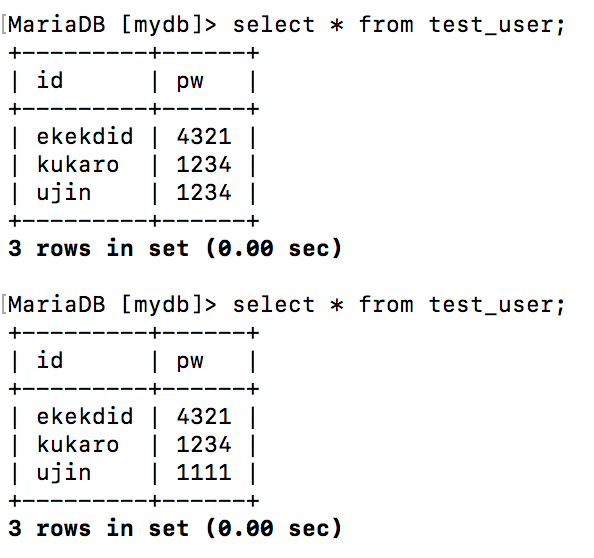 [MariaDB [mydb]> select * from test_user;
+----------+------+
| id       | pw   |
+----------+------+
| ekekdid  | 4321 |
| kukaro   | 1234 |
| ujin     | 1234 |
+----------+------+
3 rows in set (0.00 sec)
[MariaDB [mydb]> select * from test_user;
+----------+------+
| id       | pw   |
+----------+------+
| ekekdid  | 4321 |
| kukaro   | 1234 |
| ujin     | 1111 |
+----------+------+
3 rows in set (0.00 sec)